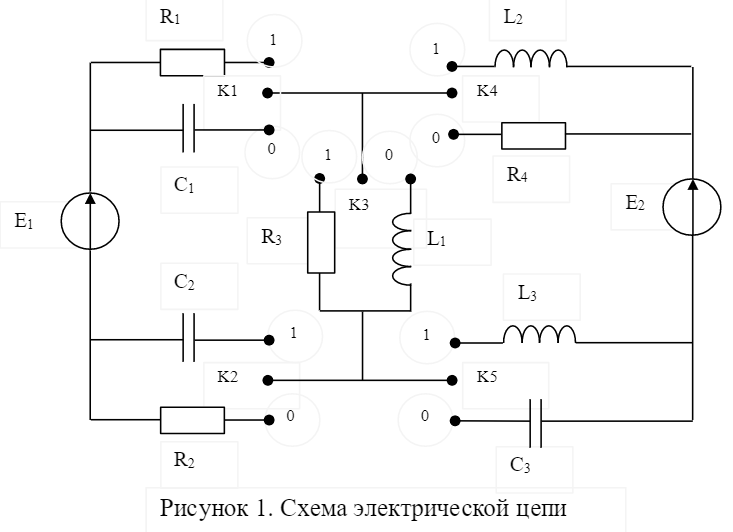 R1
L2
1
1
K1
K4
0
1
0
0
C1
K3
R4
E1
E2
R3
L1
C2
L3
1
1
K2
K5
0
0
R2
C3
Рисунок 1. Схема электрической цепи